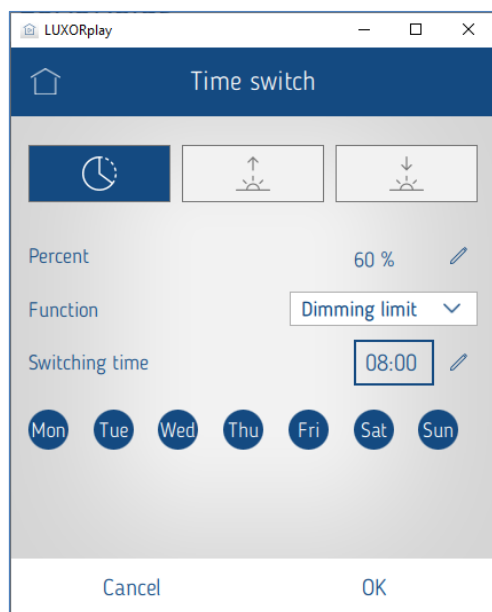 LUXORplay
Time switch
Percent 60 %
Function Dimming limit
Switching time 08:00
Mon Tue Wed Thu Fri Sat Sun
Cancel OK